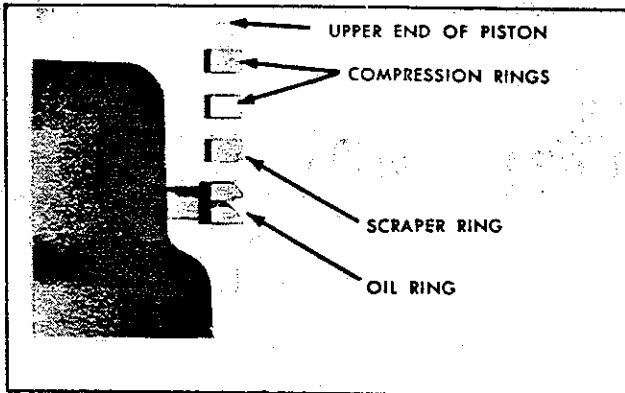 UPPER END OF PISTON
COMPRESSION RINGS
SCRAPER RING
OIL RING